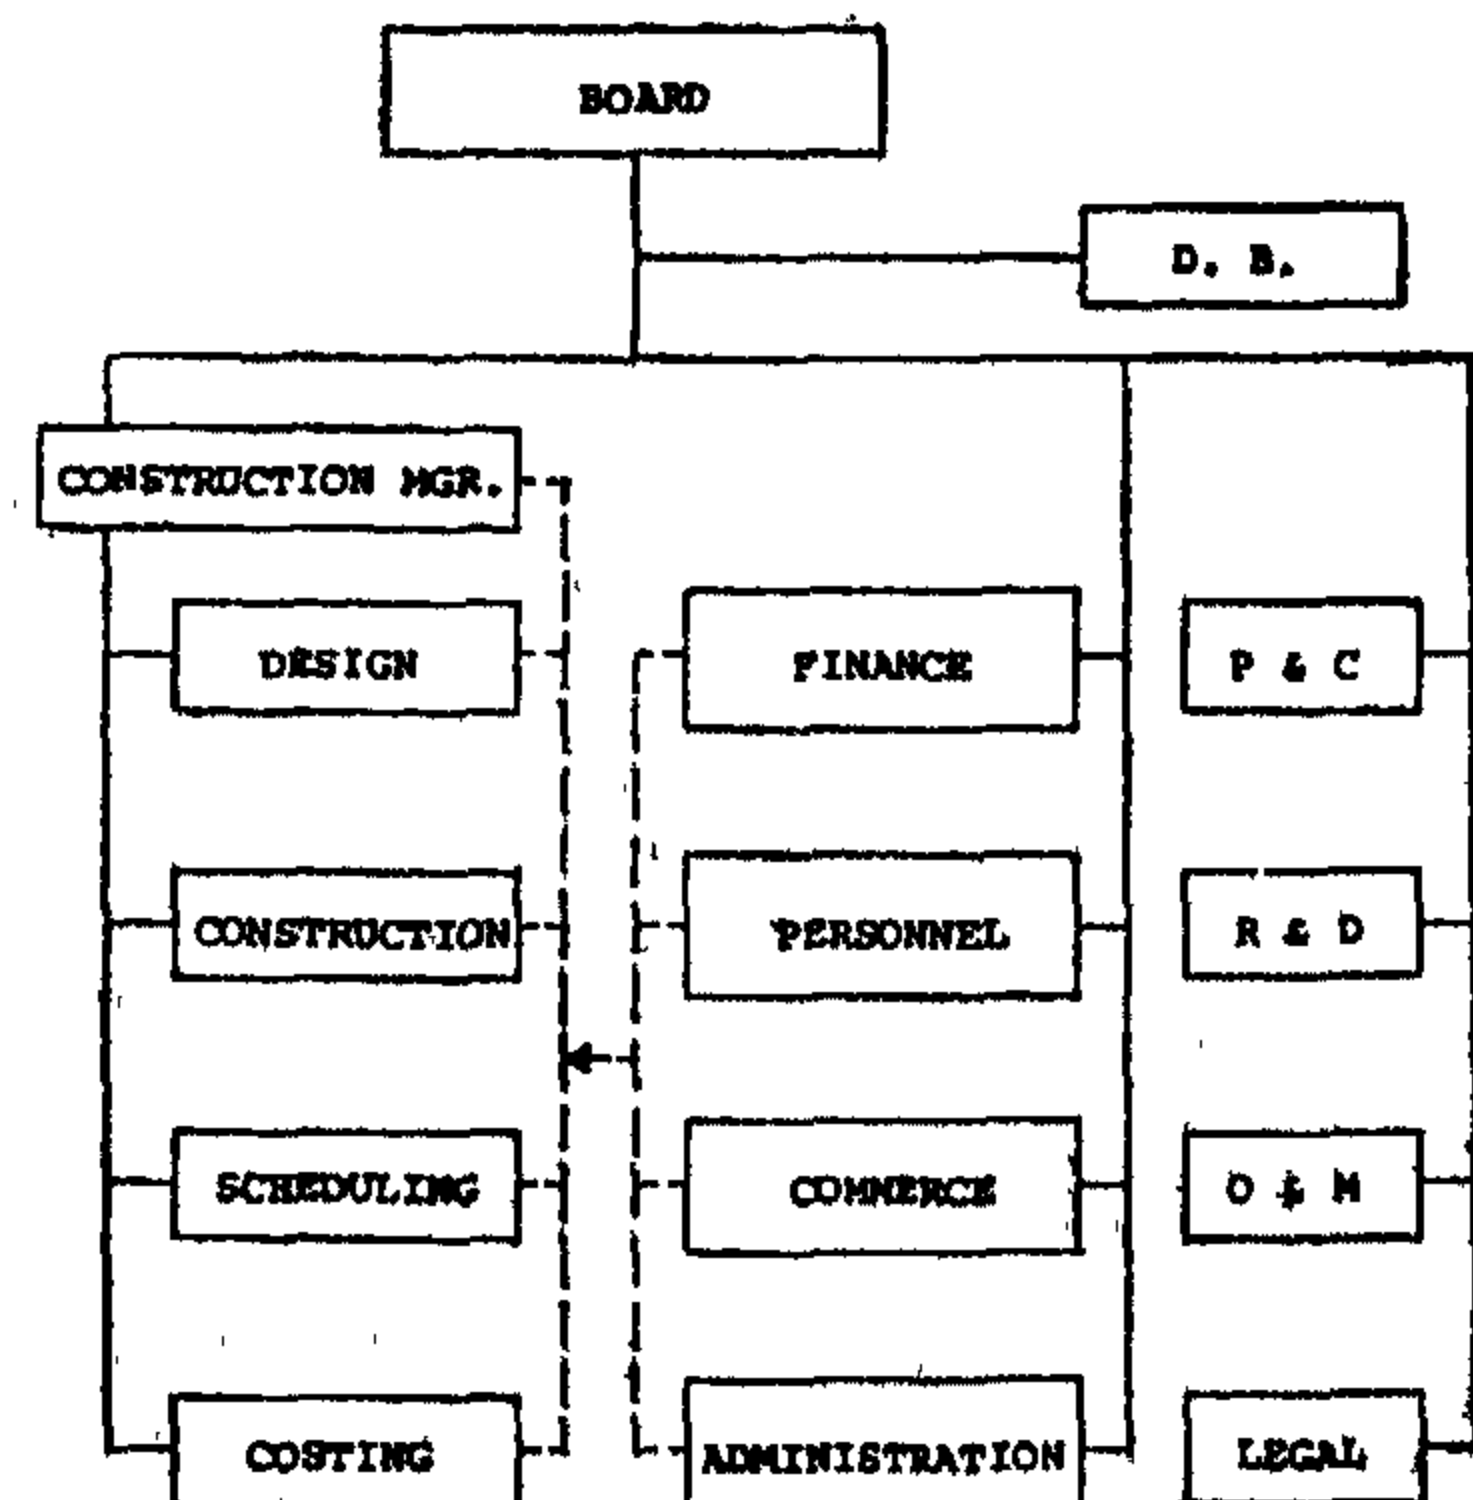 BOARD
D. B.
CONSTRUCTION MGR.
DESIGN
FINANCE
P & C
CONSTRUCTION
PERSONNEL
R & D
SCHEDULING
COMMERCE
O & M
COSTING
ADMINISTRATION
LEGAL